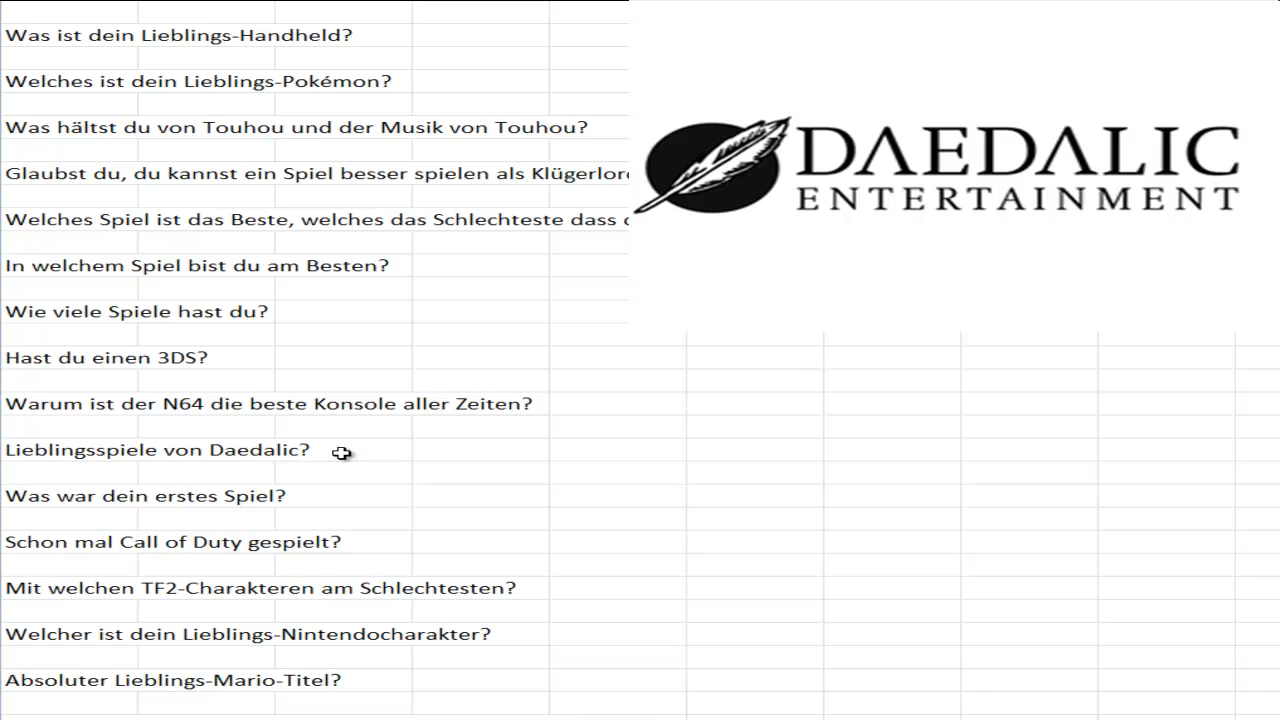 Was ist dein Lieblings-Handheld?
Welches ist dein Lieblings-Pokémon?
Was hältst du von Touhou und der Musik von Touhou?
Glaubst du, du kannst ein Spiel besser spielen als Klügerlord
Welches Spiel ist das Beste, welches das Schlechteste dass
In welchem Spiel bist du am Besten?
Wie viele Spiele hast du?
Hast du einen 3DS?
Warum ist der N64 die beste Konsole aller Zeiten?
Lieblingsspiele von Daedalic?
Was war dein erstes Spiel?
Schon mal Call of Duty gespielt?
Mit welchen TF2-Charakteren am Schlechtesten?
Welcher ist dein Lieblings-Nintendocharakter?
Absoluter Lieblings-Mario-Titel?
DAEDALIC
ENTERTAINMENT